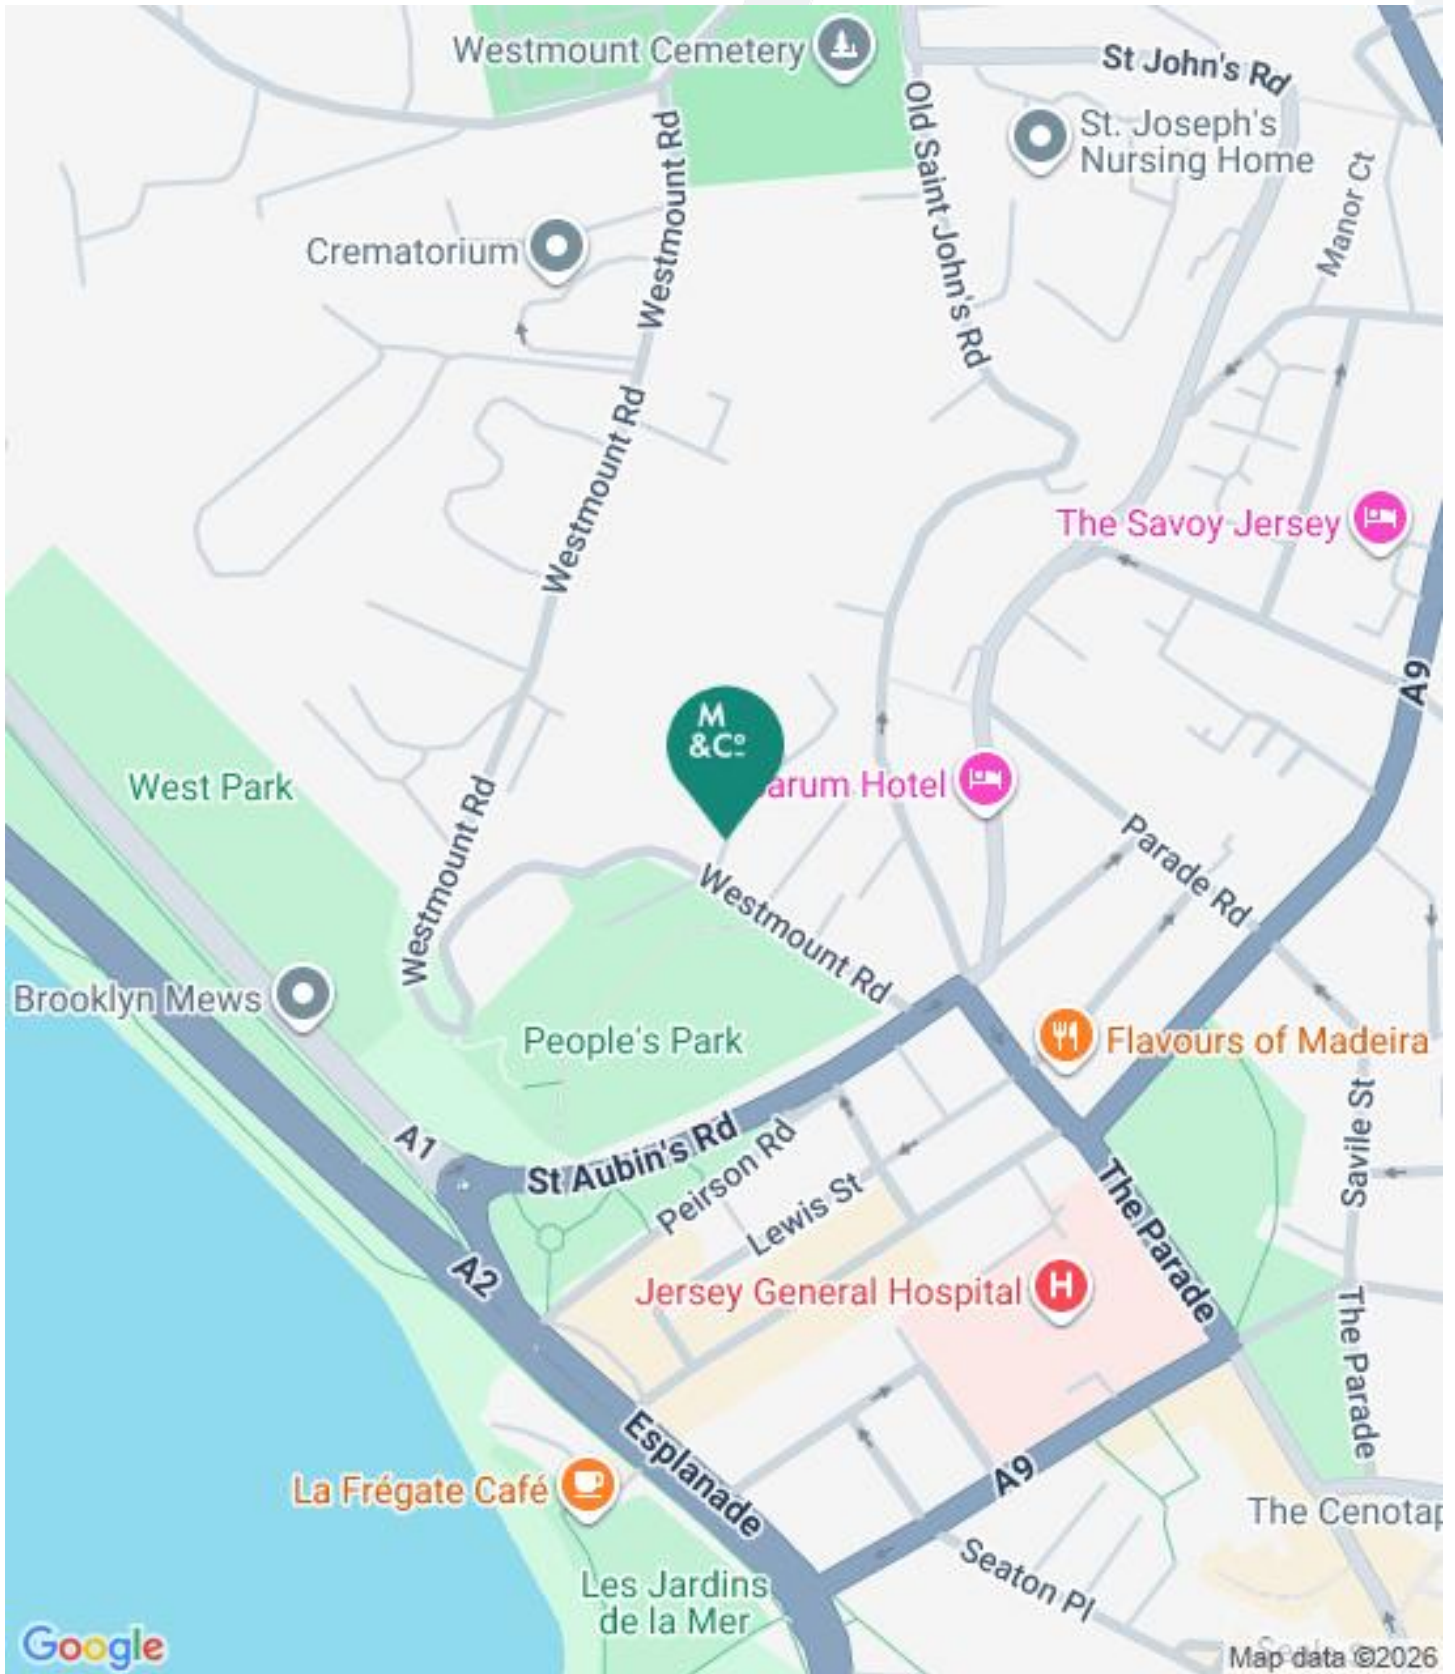 Westmount Cemetery
St John's Rd
Old Saint John's Rd
St. Joseph's
Nursing Home
Westmount Rd
Westmount Rd
Manor Ct
Crematorium
Westmount Rd
The Savoy Jersey
A9
M
&Cº
arum Hotel
West Park
Westmount Rd
Parade Rd
Westmount Rd
Brooklyn Mews
People's Park
Flavours of Madeira
Savile St
A1
St Aubin's Rd
Peirson Rd
Lewis St
The Parade
A2
Jersey General Hospital
H
The Parade
Esplanade
La Frégate Café
A9
The Cenotap
Seaton Pl
Les Jardins
de la Mer
Google
Map data ©2026